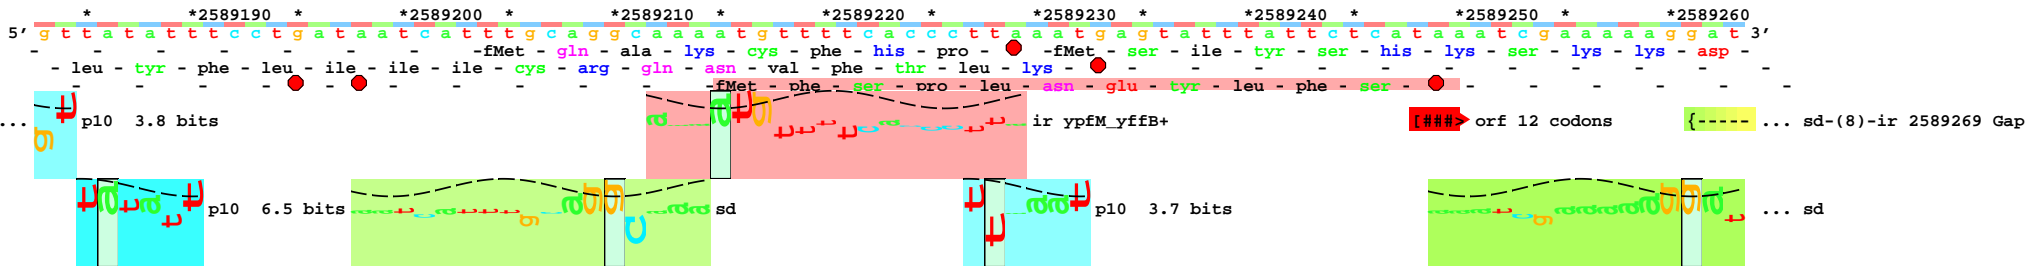 * *2589190 * *2589200 * *2589210 * *2589220 * *2589230 * *2589240 * *2589250 * *2589260
5' g t t a t a t t t c c t g a t a a t c a t t t g c a g g c a a a a t g t t t t c a c c c t t a a a t g a g t a t t t a t t c t c a t a a a t c g a a a a a g g a t 3'
- - - - - - - -fMet - gln - ala - lys - cys - phe - his - pro - -fMet - ser - ile - tyr - ser - his - lys - ser - lys - lys - asp -
- leu - tyr - phe - leu - ile - ile - ile - cys - arg - gln - asn - val - phe - thr - leu - lys - - - - - - - - - - -
- - - - - - - - -fMet - phe - ser - pro - leu - asn - glu - tyr - leu - phe - ser - - - - - -
... p10 3.8 bits ir ypfM_yffB+ [###> orf 12 codons {----- ... sd-(8)-ir 2589269 Gap
p10 6.5 bits sd p10 3.7 bits ... sd